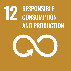 12 RESPONSIBLE
CONSUMPTION
AND PRODUCTION